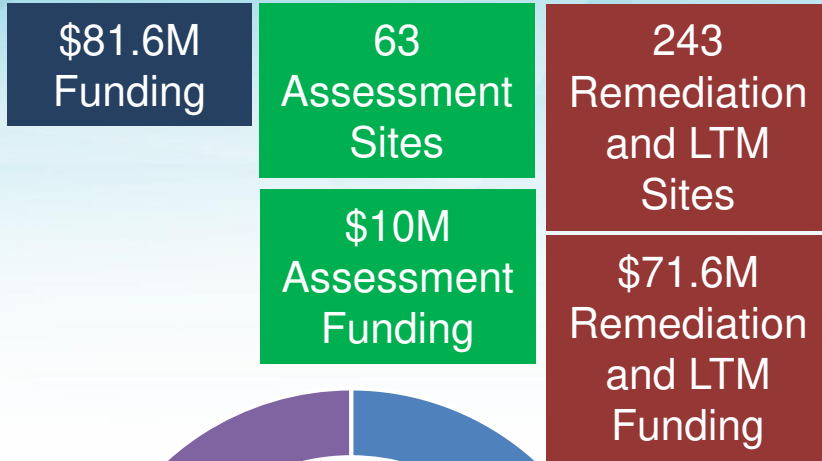 $81.6M
Funding
63
Assessment
Sites
$10M
Assessment
Funding
243
Remediation
and LTM
Sites
$71.6M
Remediation
and LTM
Funding